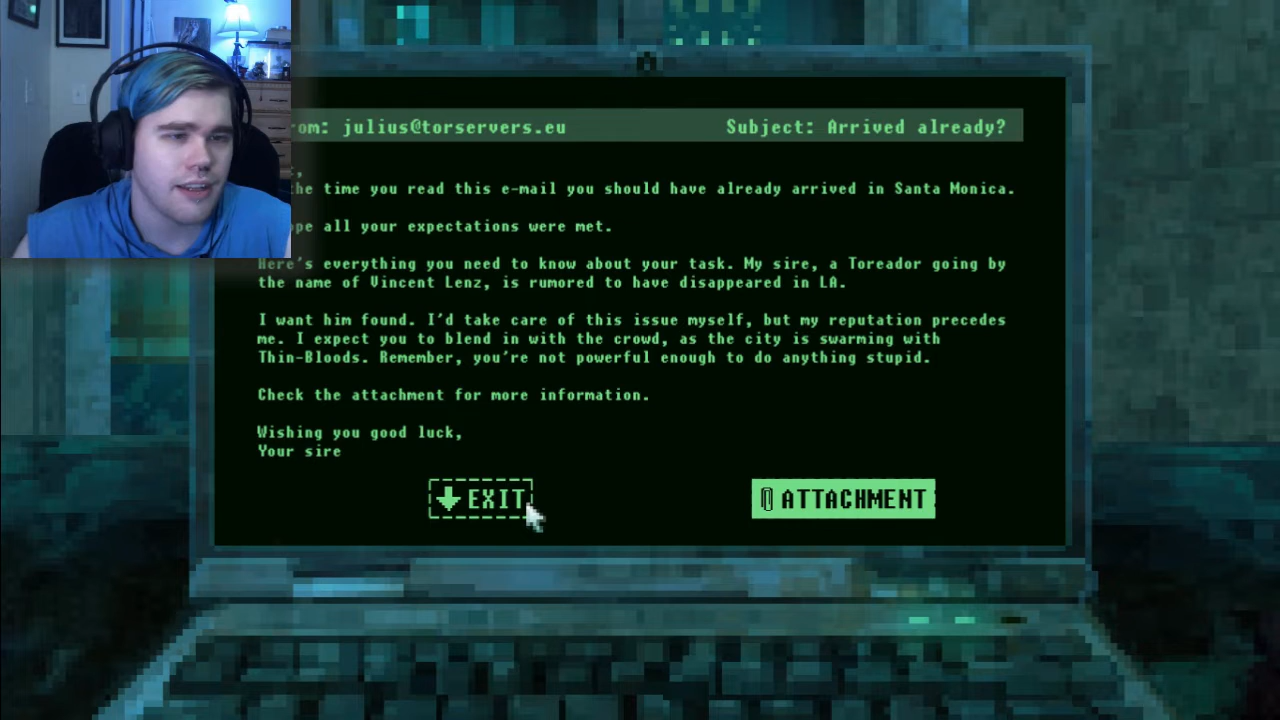 om: julius@torservers.eu Subject: Arrived already?
,
he time you read this e-mail you should have already arrived in Santa Monica.
pe all your expectations were met.
Here's everything you need to know about your task. My sire, a Toreador going by
the name of Vincent Lenz, is rumored to have disappeared in LA.
I want him found. I'd take care of this issue myself, but my reputation precedes
me. I expect you to blend in with the crowd, as the city is swarming with
Thin-Bloods. Remember, you're not powerful enough to do anything stupid.
Check the attachment for more information.
Wishing you good luck,
Your sire
EXIT ATTACHMENT